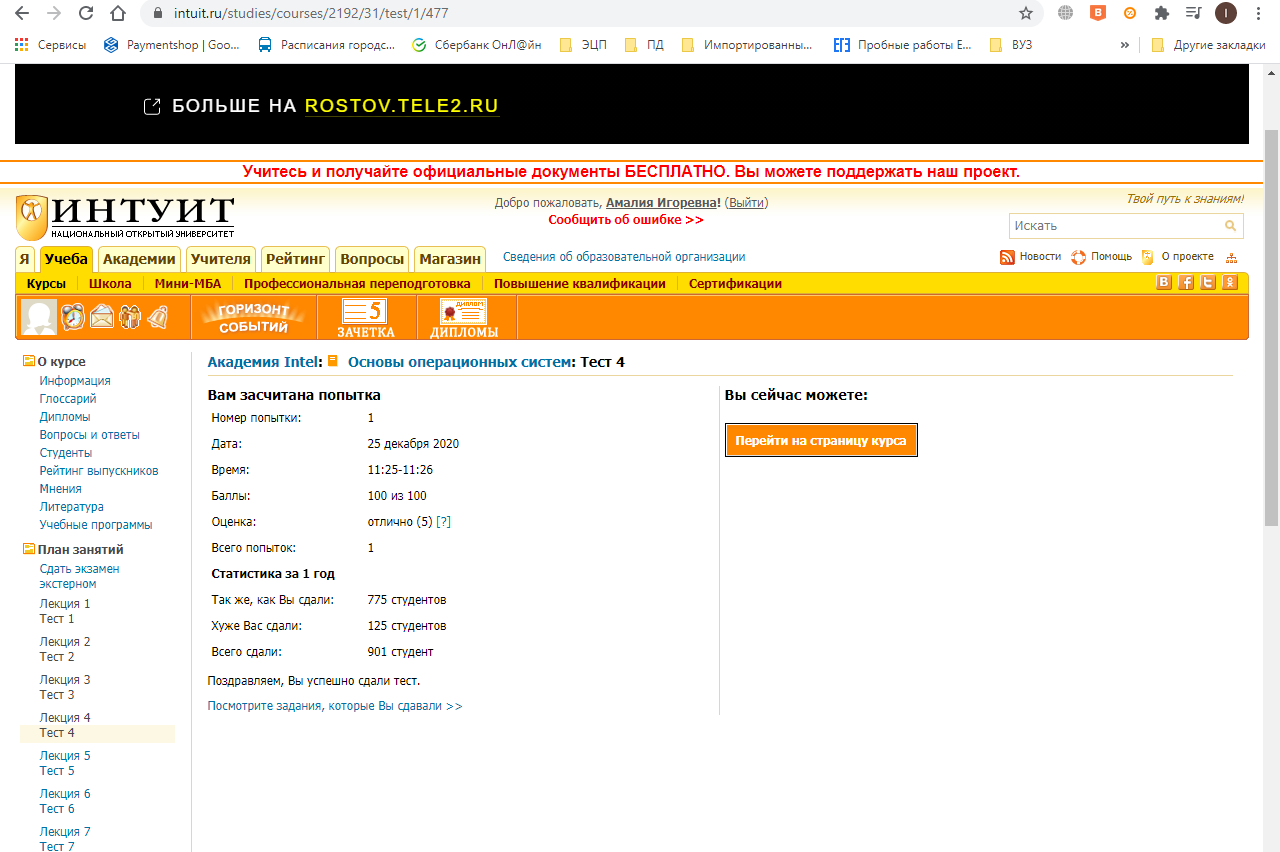 intuit.ru/studies/courses/2192/31/test/1/477
Сервисы Paymentshop | Goo... Расписания городс... Сбербанк ОнЛ@йн ЭЦП ПД Импортированны... Пробные работы Е... ВУЗ » Другие закладки
БОЛЬШЕ НА ROSTOV.TELE2.RU
Учитесь и получайте официальные документы БЕСПЛАТНО. Вы можете поддержать наш проект.
ИНТУИТ
НАЦИОНАЛЬНЫЙ ОТКРЫТЫЙ УНИВЕРСИТЕТ
Добро пожаловать, Амалия Игоревна! (Выйти)
Сообщить об ошибке >>
Твой путь к знаниям!
Искать
Я Учеба Академии Учителя Рейтинг Вопросы Магазин Сведения об образовательной организации Новости Помощь О проекте
Курсы Школа Мини-МБА Профессиональная переподготовка Повышение квалификации Сертификации
ГОРИЗОНТ СОБЫТИЙ
5 ЗАЧЕТКА
ДИПЛОМ ДИПЛОМЫ
О курсе
Информация
Глоссарий
Дипломы
Вопросы и ответы
Студенты
Рейтинг выпускников
Мнения
Литература
Учебные программы
План занятий
Сдать экзамен
экстерном
Лекция 1
Тест 1
Лекция 2
Тест 2
Лекция 3
Тест 3
Лекция 4
Тест 4
Лекция 5
Тест 5
Лекция 6
Тест 6
Лекция 7
Тест 7
Академия Intel: Основы операционных систем: Тест 4
Вам засчитана попытка
Номер попытки: 1
Дата: 25 декабря 2020
Время: 11:25-11:26
Баллы: 100 из 100
Оценка: отлично (5) [?]
Всего попыток: 1
Статистика за 1 год
Так же, как Вы сдали: 775 студентов
Хуже Вас сдали: 125 студентов
Всего сдали: 901 студент
Поздравляем, Вы успешно сдали тест.
Посмотрите задания, которые Вы сдавали >>
Вы сейчас можете:
Перейти на страницу курса